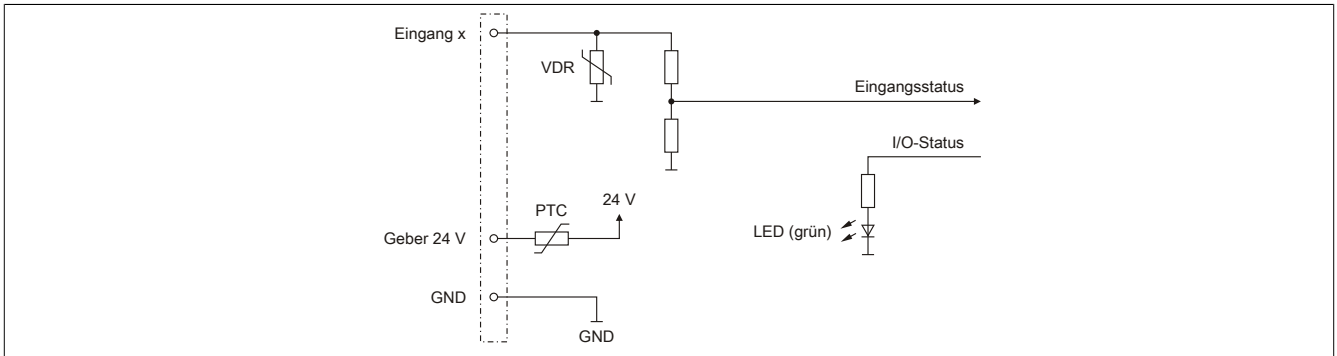 Eingang x
VDR
Eingangsstatus
I/O-Status
24 V
PTC
Geber 24 V
LED (grün)
GND
GND